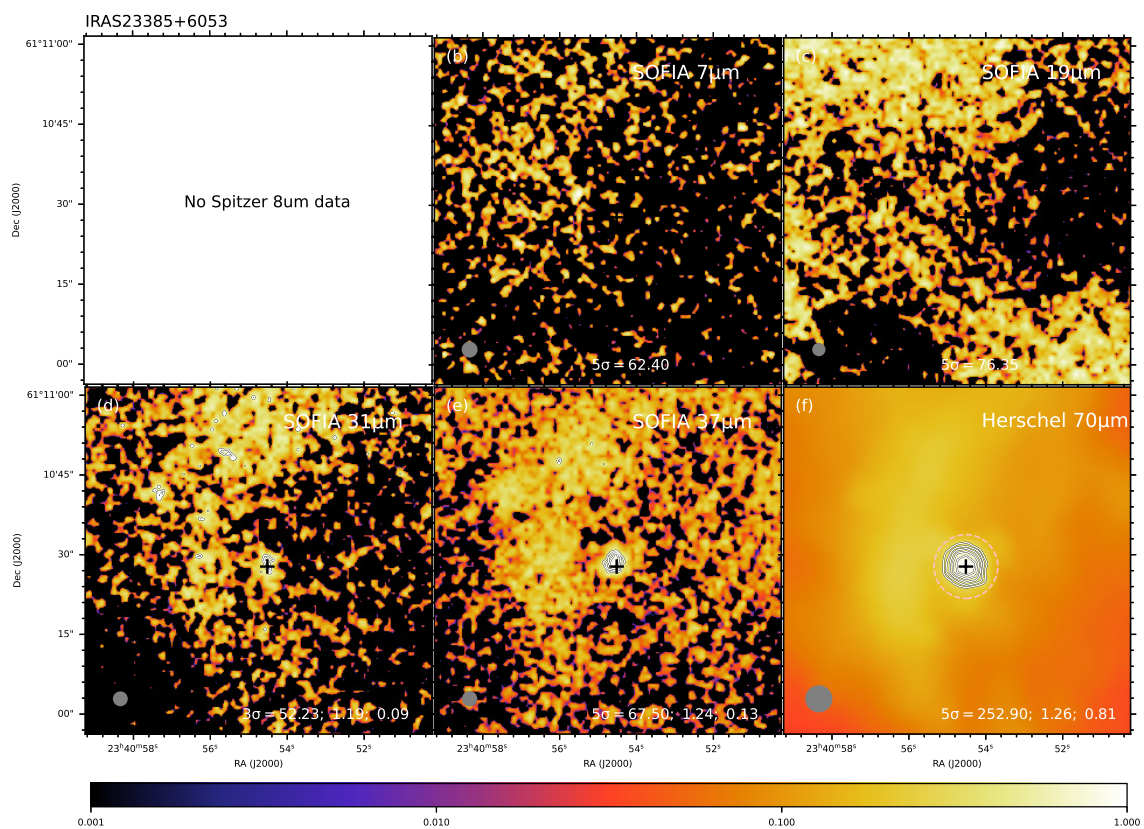 IRAS23385+6053
61°11'00"
10'45"
30"
15"
00"
Dec (J2000)
No Spitzer 8um data
(b)
SOFIA 7μm
5σ = 62.40
(c)
SOFIA 19μm
5σ = 76.35
61°11'00"
10'45"
30"
15"
00"
Dec (J2000)
(d)
SOFIA 31μm
3σ = 52.23; 1.19; 0.09
(e)
SOFIA 37μm
5σ = 67.50; 1.24; 0.13
(f)
Herschel 70μm
5σ = 252.90; 1.26; 0.81
23ʰ40ᵐ58ˢ 56ˢ 54ˢ 52ˢ
23ʰ40ᵐ58ˢ 56ˢ 54ˢ 52ˢ
23ʰ40ᵐ58ˢ 56ˢ 54ˢ 52ˢ
RA (J2000)
RA (J2000)
RA (J2000)
0.001 0.010 0.100 1.000